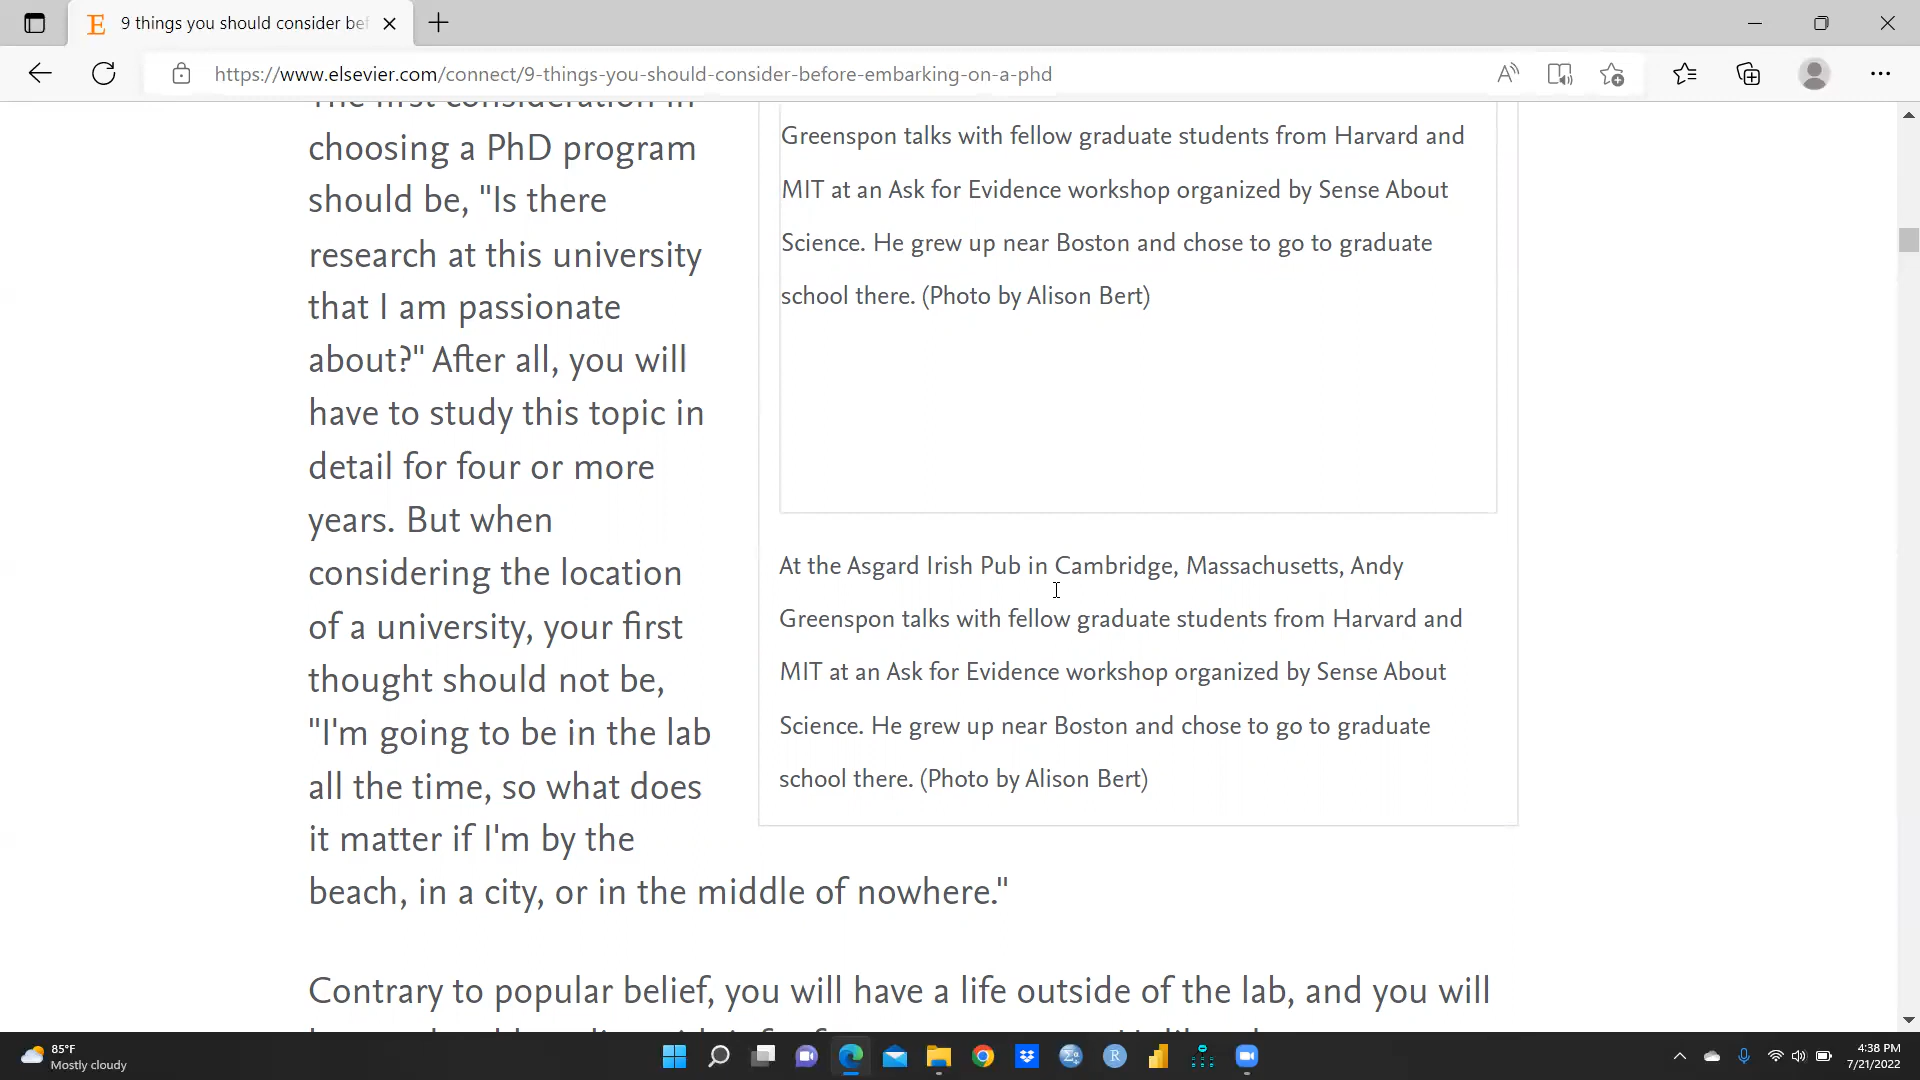 9 things you should consider bef
https://www.elsevier.com/connect/9-things-you-should-consider-before-embarking-on-a-phd
The first consideration in
choosing a PhD program
should be, "Is there
research at this university
that I am passionate
about?" After all, you will
have to study this topic in
detail for four or more
years. But when
considering the location
of a university, your first
thought should not be,
"I'm going to be in the lab
all the time, so what does
it matter if I'm by the
beach, in a city, or in the middle of nowhere."
Greenspon talks with fellow graduate students from Harvard and
MIT at an Ask for Evidence workshop organized by Sense About
Science. He grew up near Boston and chose to go to graduate
school there. (Photo by Alison Bert)
At the Asgard Irish Pub in Cambridge, Massachusetts, Andy
Greenspon talks with fellow graduate students from Harvard and
MIT at an Ask for Evidence workshop organized by Sense About
Science. He grew up near Boston and chose to go to graduate
school there. (Photo by Alison Bert)
Contrary to popular belief, you will have a life outside of the lab, and you will
85°F
Mostly cloudy
4:38 PM
7/21/2022